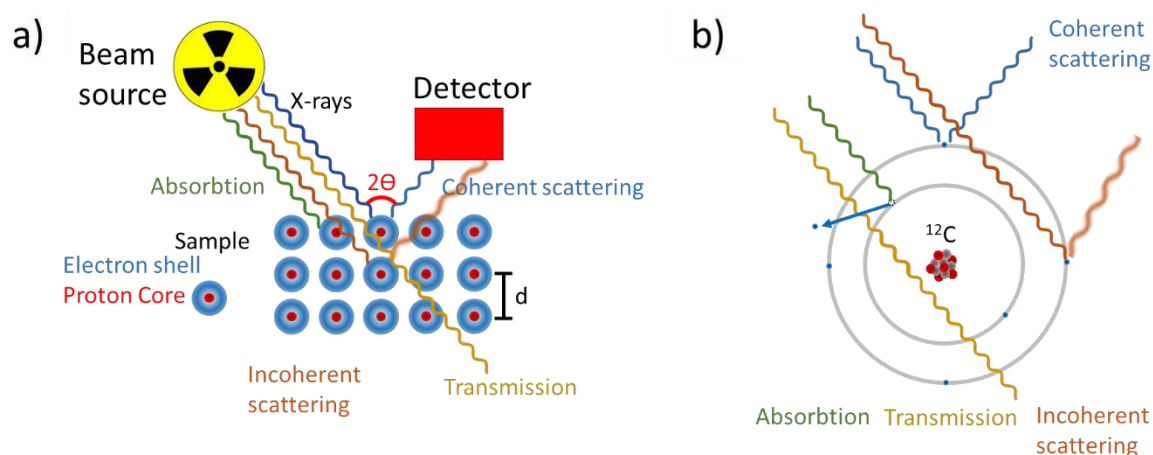 a)
Beam
source
X-rays
Detector
2Θ
Absorbtion
Coherent scattering
Sample
Electron shell
Proton Core
d
Incoherent
scattering
Transmission
b)
Coherent
scattering
¹²C
Absorbtion
Transmission
Incoherent
scattering